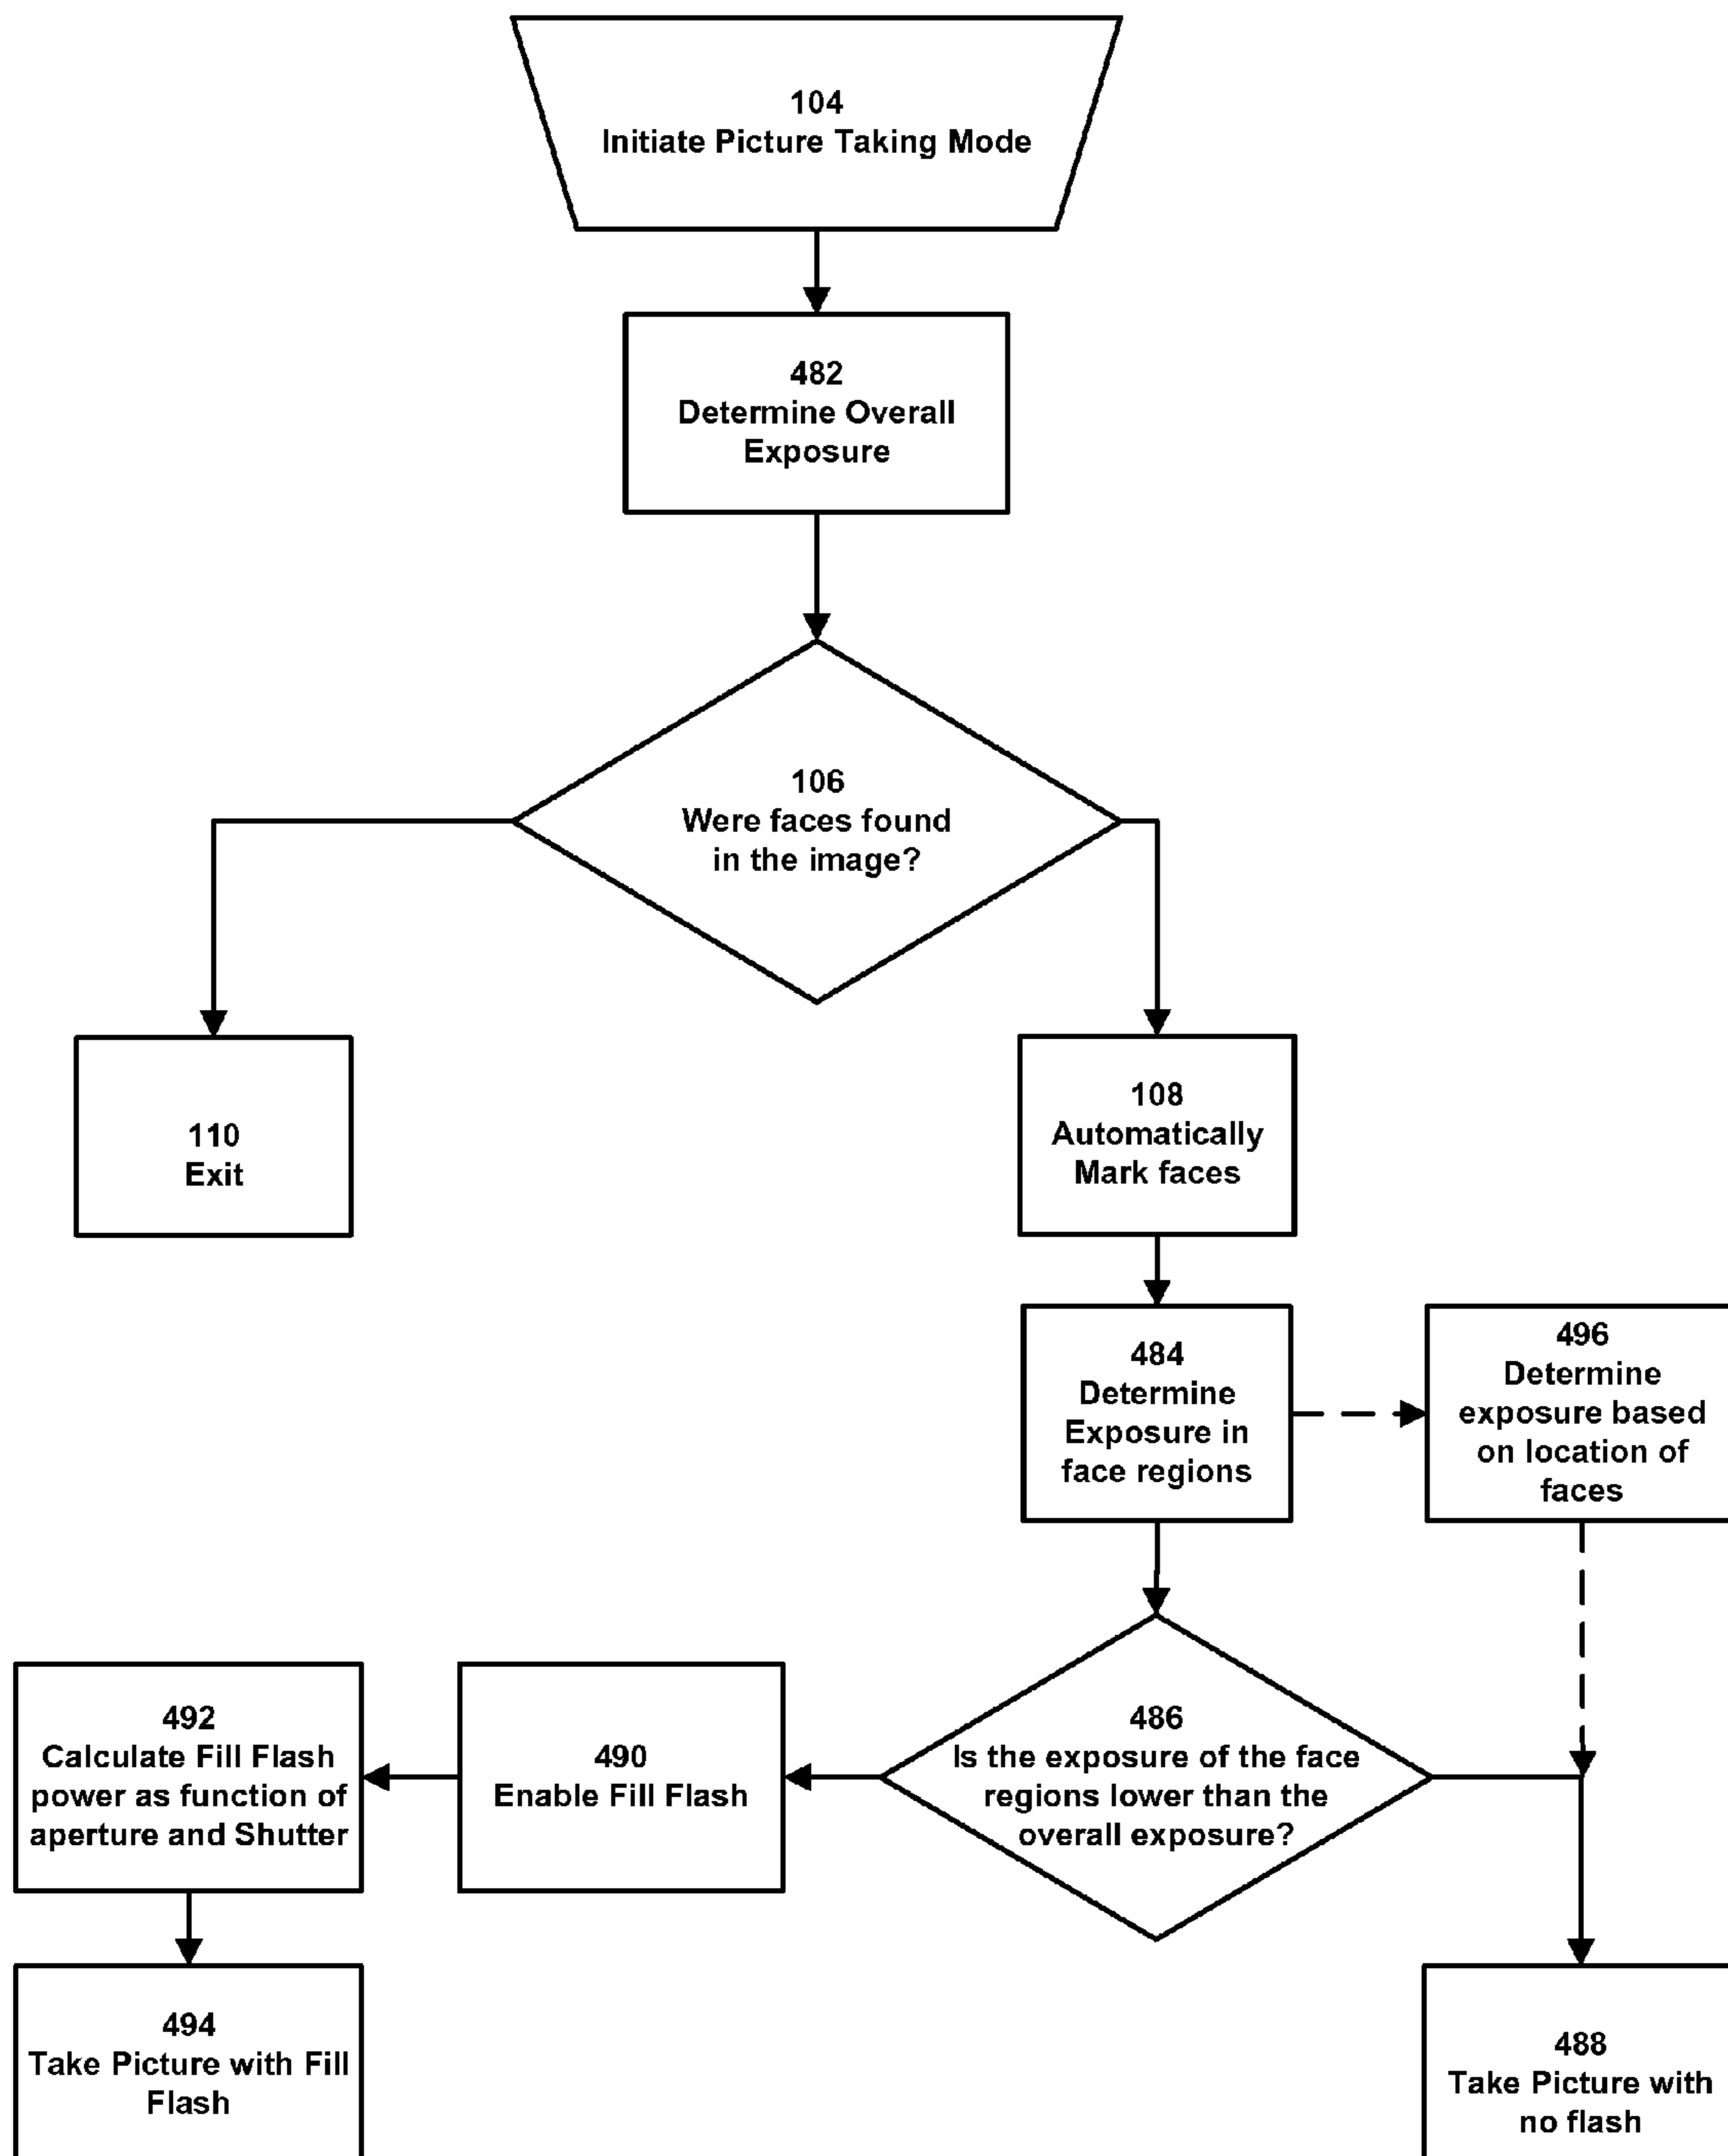 104
Initiate Picture Taking Mode
482
Determine Overall
Exposure
106
Were faces found
in the image?
110
Exit
108
Automatically
Mark faces
484
Determine
Exposure in
face regions
496
Determine
exposure based
on location of
faces
486
Is the exposure of the face
regions lower than the
overall exposure?
490
Enable Fill Flash
492
Calculate Fill Flash
power as function of
aperture and Shutter
494
Take Picture with Fill
Flash
488
Take Picture with
no flash